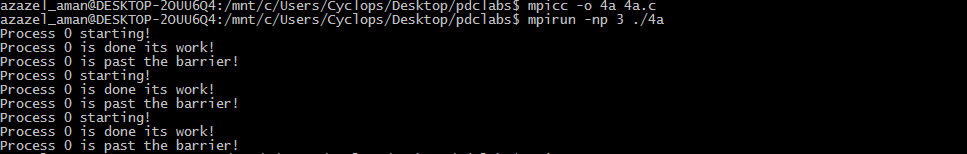 azazel_aman@DESKTOP-2OUU6Q4:/mnt/c/Users/Cyclops/Desktop/pdclabs$ mpicc -o 4a 4a.c
azazel_aman@DESKTOP-2OUU6Q4:/mnt/c/Users/Cyclops/Desktop/pdclabs$ mpirun -np 3 ./4a
Process 0 starting!
Process 0 is done its work!
Process 0 is past the barrier!
Process 0 starting!
Process 0 is done its work!
Process 0 is past the barrier!
Process 0 starting!
Process 0 is done its work!
Process 0 is past the barrier!